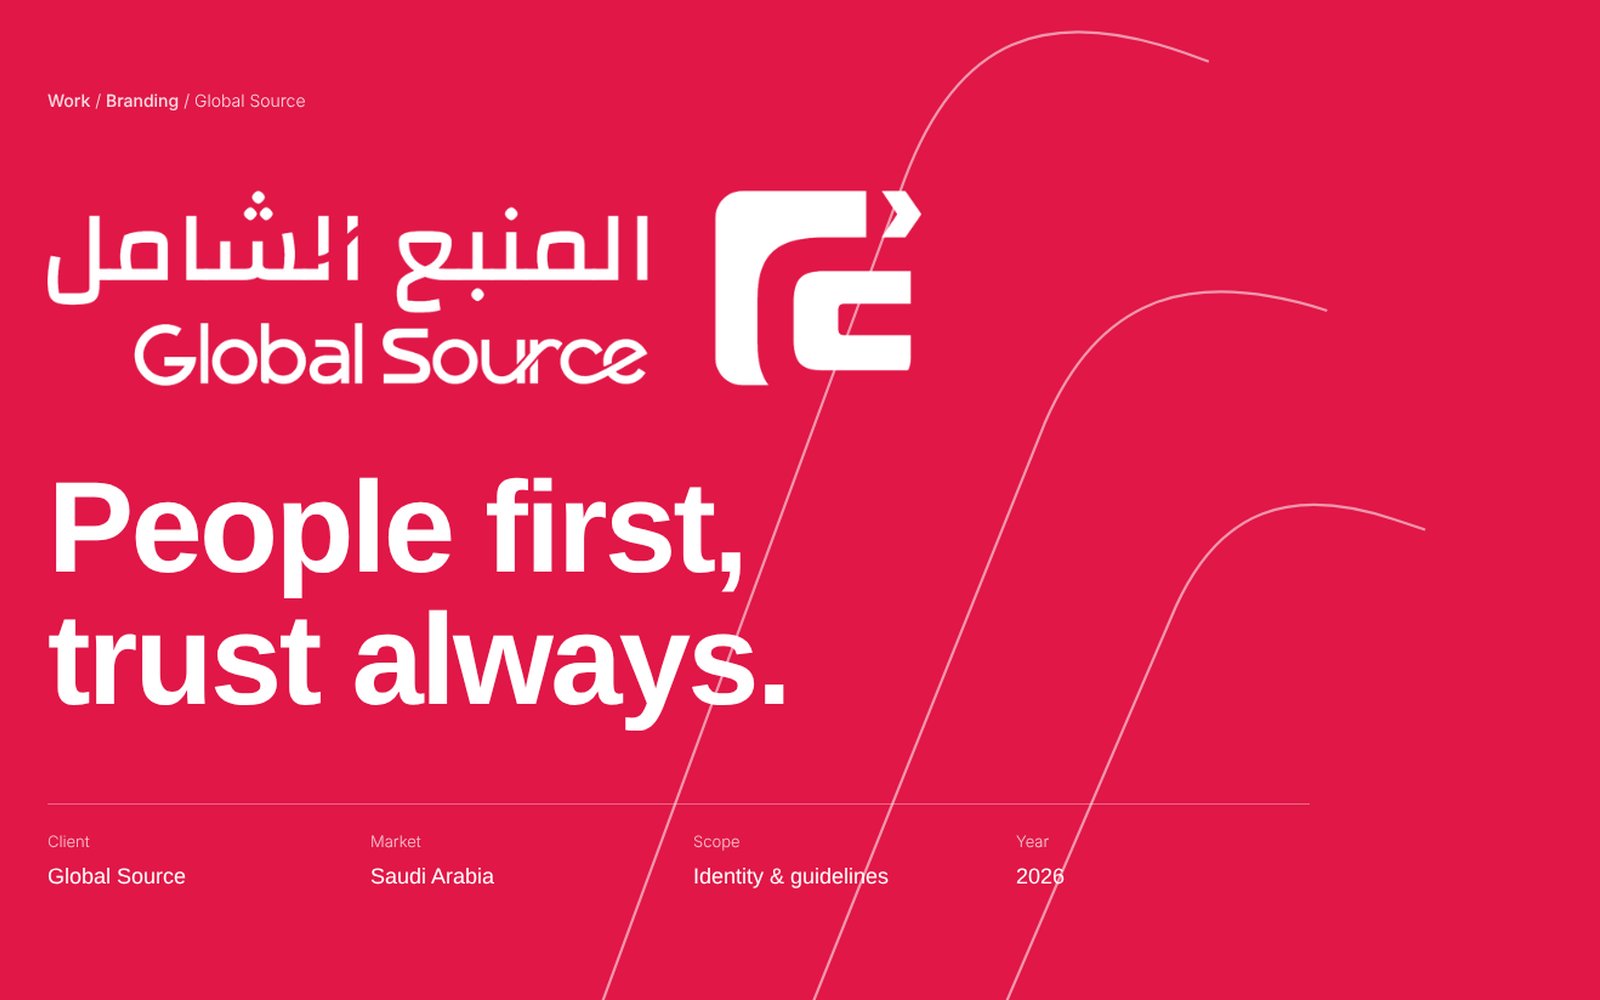 Work / Branding / Global Source
المنبع الشامل
Global Source
People first,
trust always.
Client
Global Source
Market
Saudi Arabia
Scope
Identity & guidelines
Year
2026